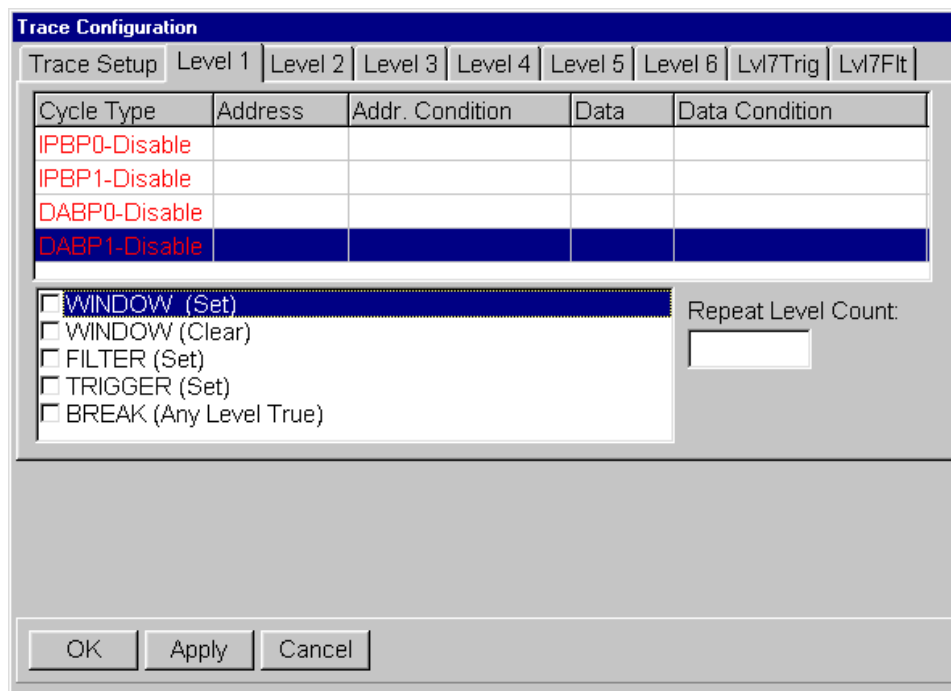 Trace Configuration
Trace Setup Level 1 Level 2 Level 3 Level 4 Level 5 Level 6 Lvl7Trig Lvl7Flt
Cycle Type Address Addr. Condition Data Data Condition
IPBP0-Disable
IPBP1-Disable
DABP0-Disable
DABP1-Disable
WINDOW (Set)
WINDOW (Clear)
FILTER (Set)
TRIGGER (Set)
BREAK (Any Level True)
Repeat Level Count:
OK Apply Cancel